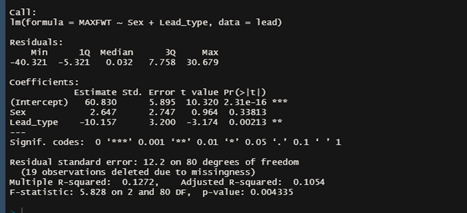 Call:
lm(formula = MAXFWT ~ Sex + Lead_type, data = lead)
Residuals:
Min 1Q Median 3Q Max
-40.321 -5.321 0.032 7.758 30.679
Coefficients:
Estimate Std. Error t value Pr(>|t|)
(Intercept) 60.830 5.895 10.320 2.31e-16 ***
Sex 2.647 2.747 0.964 0.33813
Lead_type -10.157 3.200 -3.174 0.00213 **
---
Signif. codes: 0 ‘***’ 0.001 ‘**’ 0.01 ‘*’ 0.05 ‘.’ 0.1 ‘ ’ 1
Residual standard error: 12.2 on 80 degrees of freedom
(19 observations deleted due to missingness)
Multiple R-squared: 0.1272, Adjusted R-squared: 0.1054
F-statistic: 5.828 on 2 and 80 DF, p-value: 0.004335